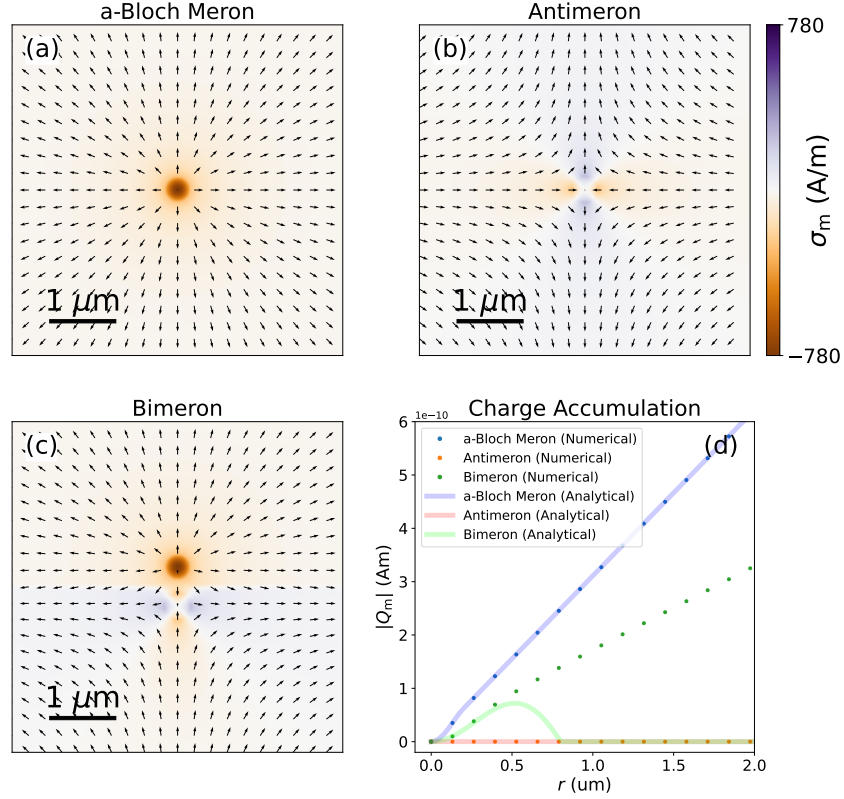 a-Bloch Meron
(a)
1 μm
Antimeron
(b)
1 μm
780
σm (A/m)
−780
Bimeron
(c)
1 μm
Charge Accumulation
1e−10
(d)
a-Bloch Meron (Numerical)
Antimeron (Numerical)
Bimeron (Numerical)
a-Bloch Meron (Analytical)
Antimeron (Analytical)
Bimeron (Analytical)
6
5
4
3
2
1
0
|Qm| (Am)
0.0 0.5 1.0 1.5 2.0
r (um)